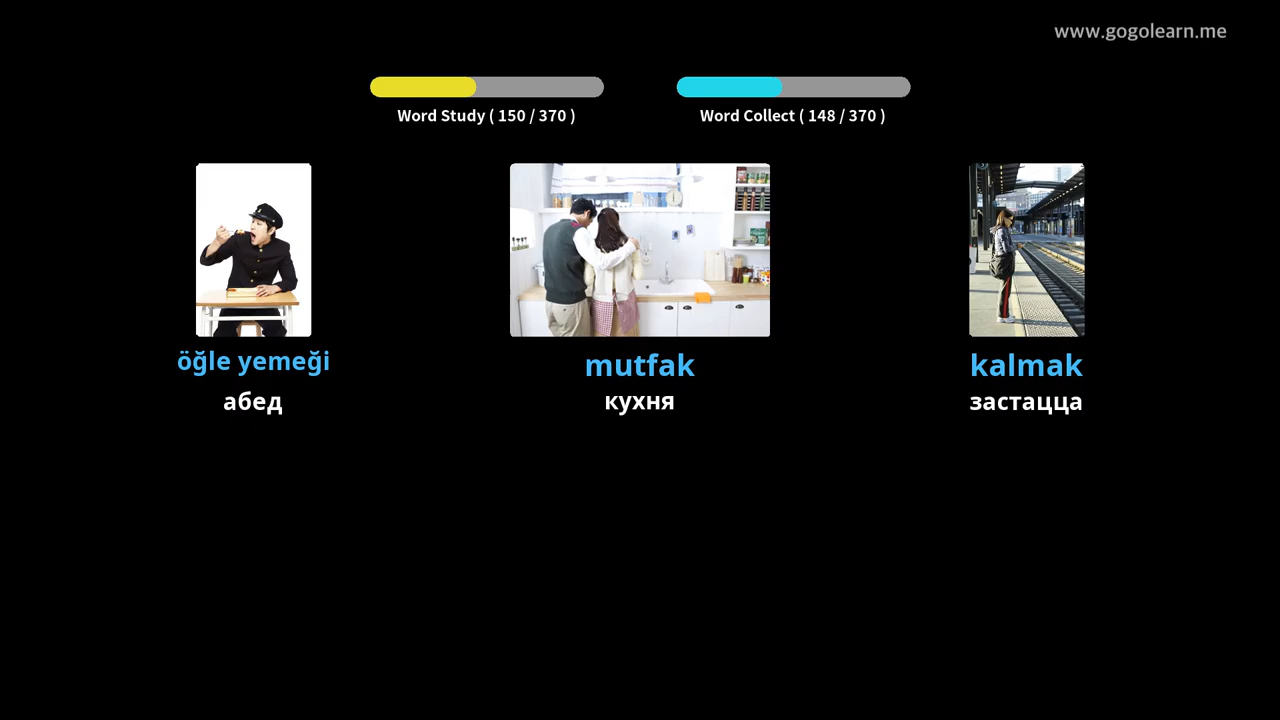 www.gogolearn.me
Word Study ( 150 / 370 )
Word Collect ( 148 / 370 )
öğle yemeği
абед
mutfak
кухня
kalmak
застацца